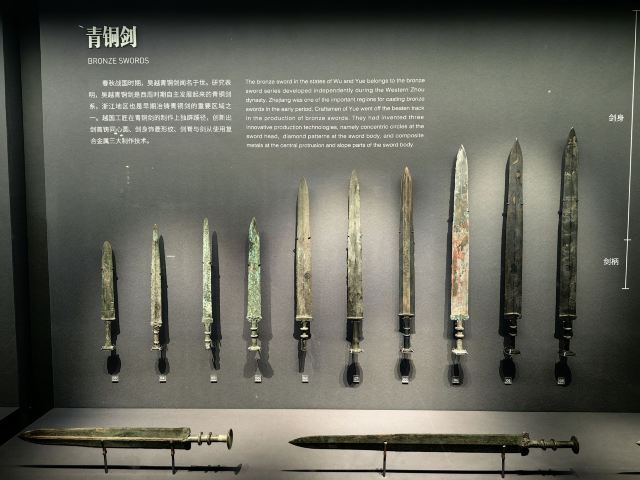 青铜剑
BRONZE SWORDS
春秋战国时期，吴越青铜剑闻名于世。研究表
明，吴越青铜剑是西周时期自主发展起来的青铜剑
系。浙江地区也是早期冶铸青铜剑的重要区域之
一。越国工匠在青铜剑的制作上独辟蹊径，创新出
剑首铸同心圆、剑身饰菱形纹、剑脊与剑从使用复
合金属三大制作技术。
The bronze sword in the states of Wu and Yue belongs to the bronze
sword series developed independently during the Western Zhou
dynasty. Zhejiang was one of the important regions for casting bronze
swords in the early period. Craftsmen of Yue went off the beaten track
in the production of bronze swords. They had invented three
innovative production technologies, namely concentric circles at the
sword head, diamond patterns at the sword body, and composite
metals at the central protrusion and slope parts of the sword body.
剑身
剑柄